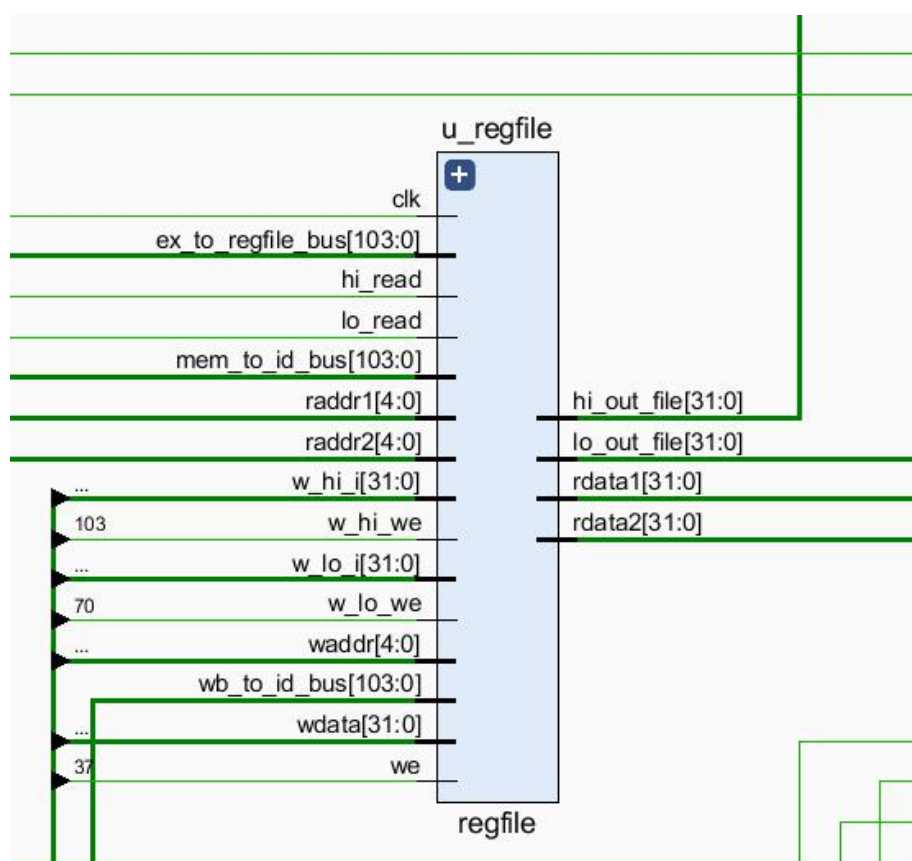 u_regfile
clk
ex_to_regfile_bus[103:0]
hi_read
lo_read
mem_to_id_bus[103:0]
raddr1[4:0]
hi_out_file[31:0]
raddr2[4:0]
lo_out_file[31:0]
... w_hi_i[31:0]
rdata1[31:0]
103 w_hi_we
rdata2[31:0]
... w_lo_i[31:0]
70 w_lo_we
... waddr[4:0]
wb_to_id_bus[103:0]
... wdata[31:0]
37 we
regfile